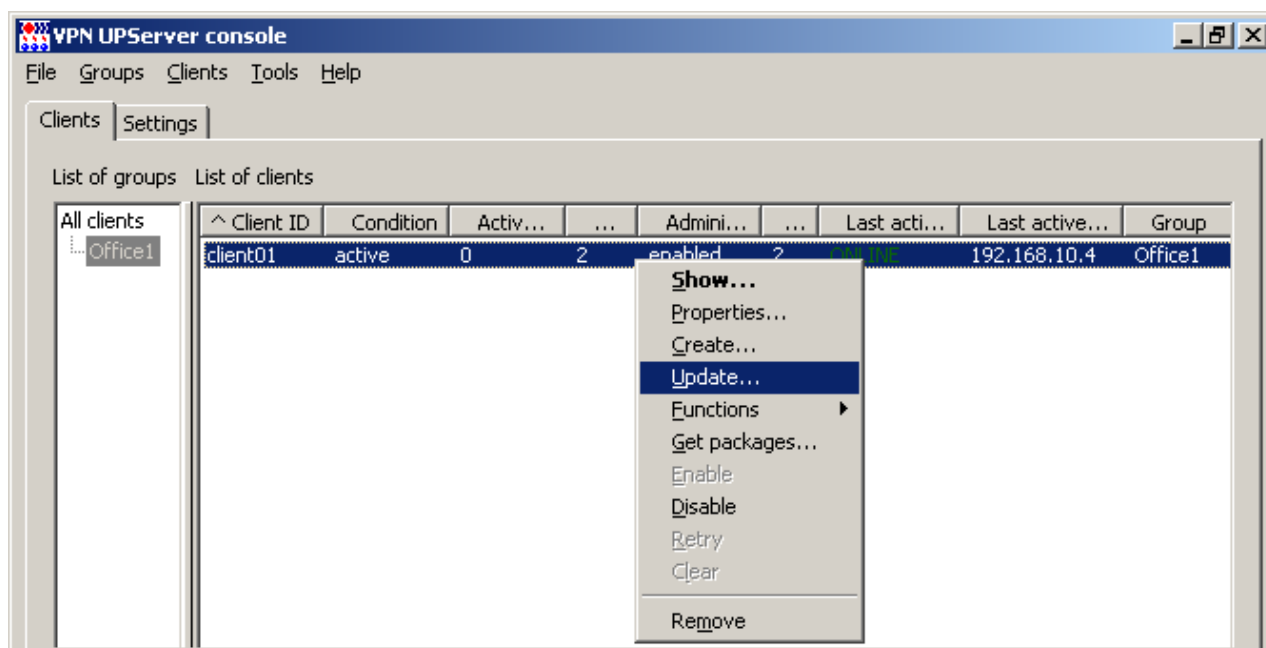 VPN UPServer console
File Groups Clients Tools Help
Clients Settings
List of groups List of clients
All clients
Office1
^ Client ID Condition Activ... ... Admini... ... Last acti... Last active... Group
client01 active 0 2 enabled 2 ONLINE 192.168.10.4 Office1
Show...
Properties...
Create...
Update...
Functions
Get packages...
Enable
Disable
Retry
Clear
Remove